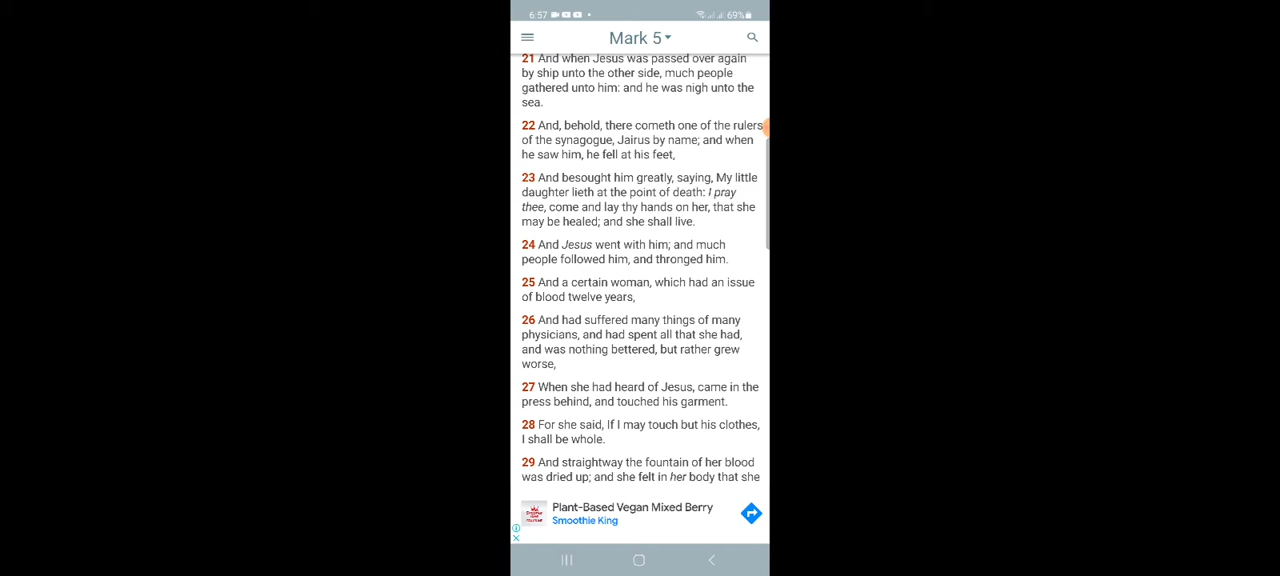 6:57 69%
Mark 5
21 And when Jesus was passed over again
by ship unto the other side, much people
gathered unto him: and he was nigh unto the
sea.
22 And, behold, there cometh one of the rulers
of the synagogue, Jairus by name; and when
he saw him, he fell at his feet,
23 And besought him greatly, saying, My little
daughter lieth at the point of death: I pray
thee, come and lay thy hands on her, that she
may be healed; and she shall live.
24 And Jesus went with him; and much
people followed him, and thronged him.
25 And a certain woman, which had an issue
of blood twelve years,
26 And had suffered many things of many
physicians, and had spent all that she had,
and was nothing bettered, but rather grew
worse,
27 When she had heard of Jesus, came in the
press behind, and touched his garment.
28 For she said, If I may touch but his clothes,
I shall be whole.
29 And straightway the fountain of her blood
was dried up; and she felt in her body that she
Plant-Based Vegan Mixed Berry
Smoothie King